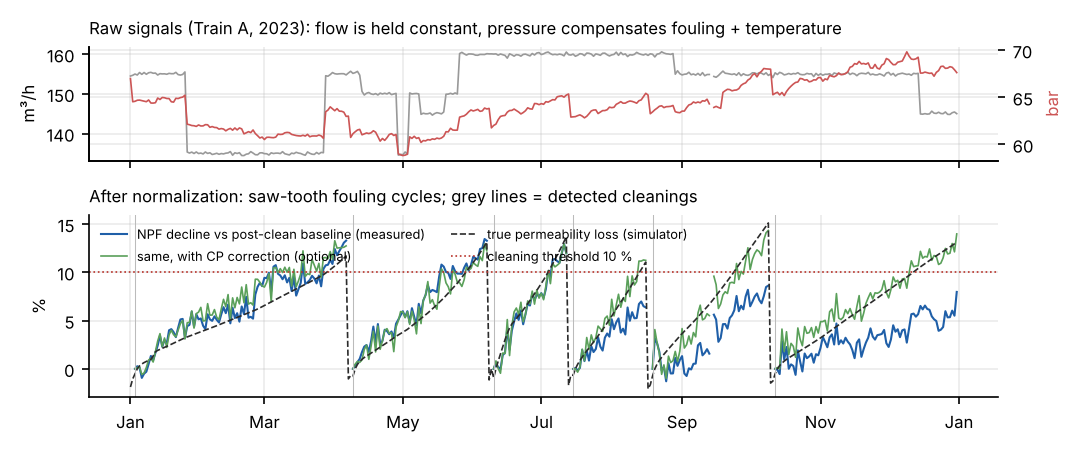 Raw signals (Train A, 2023): flow is held constant, pressure compensates fouling + temperature
160
150
140
m³/h
70
65
60
bar
After normalization: saw-tooth fouling cycles; grey lines = detected cleanings
NPF decline vs post-clean baseline (measured)
same, with CP correction (optional)
true permeability loss (simulator)
cleaning threshold 10 %
15
10
5
0
%
Jan Mar May Jul Sep Nov Jan